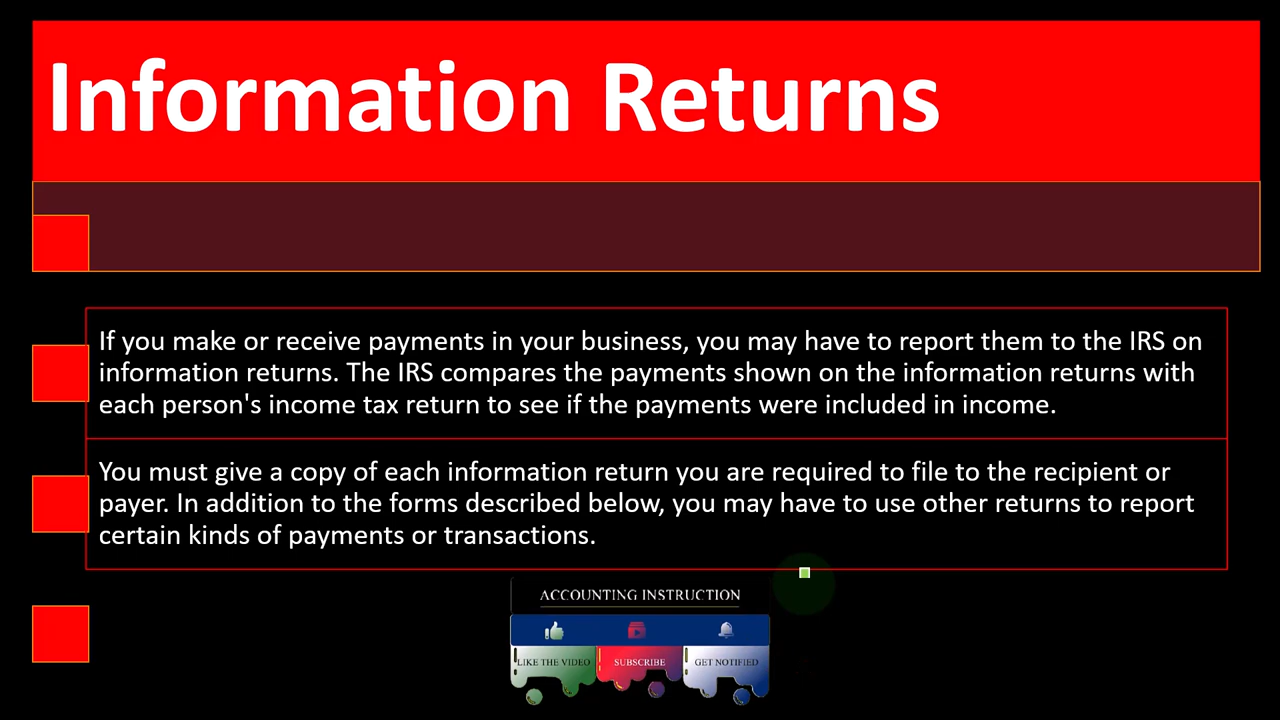 Information Returns
If you make or receive payments in your business, you may have to report them to the IRS on
information returns. The IRS compares the payments shown on the information returns with
each person's income tax return to see if the payments were included in income.
You must give a copy of each information return you are required to file to the recipient or
payer. In addition to the forms described below, you may have to use other returns to report
certain kinds of payments or transactions.
ACCOUNTING INSTRUCTION
LIKE THE VIDEO
SUBSCRIBE
GET NOTIFIED